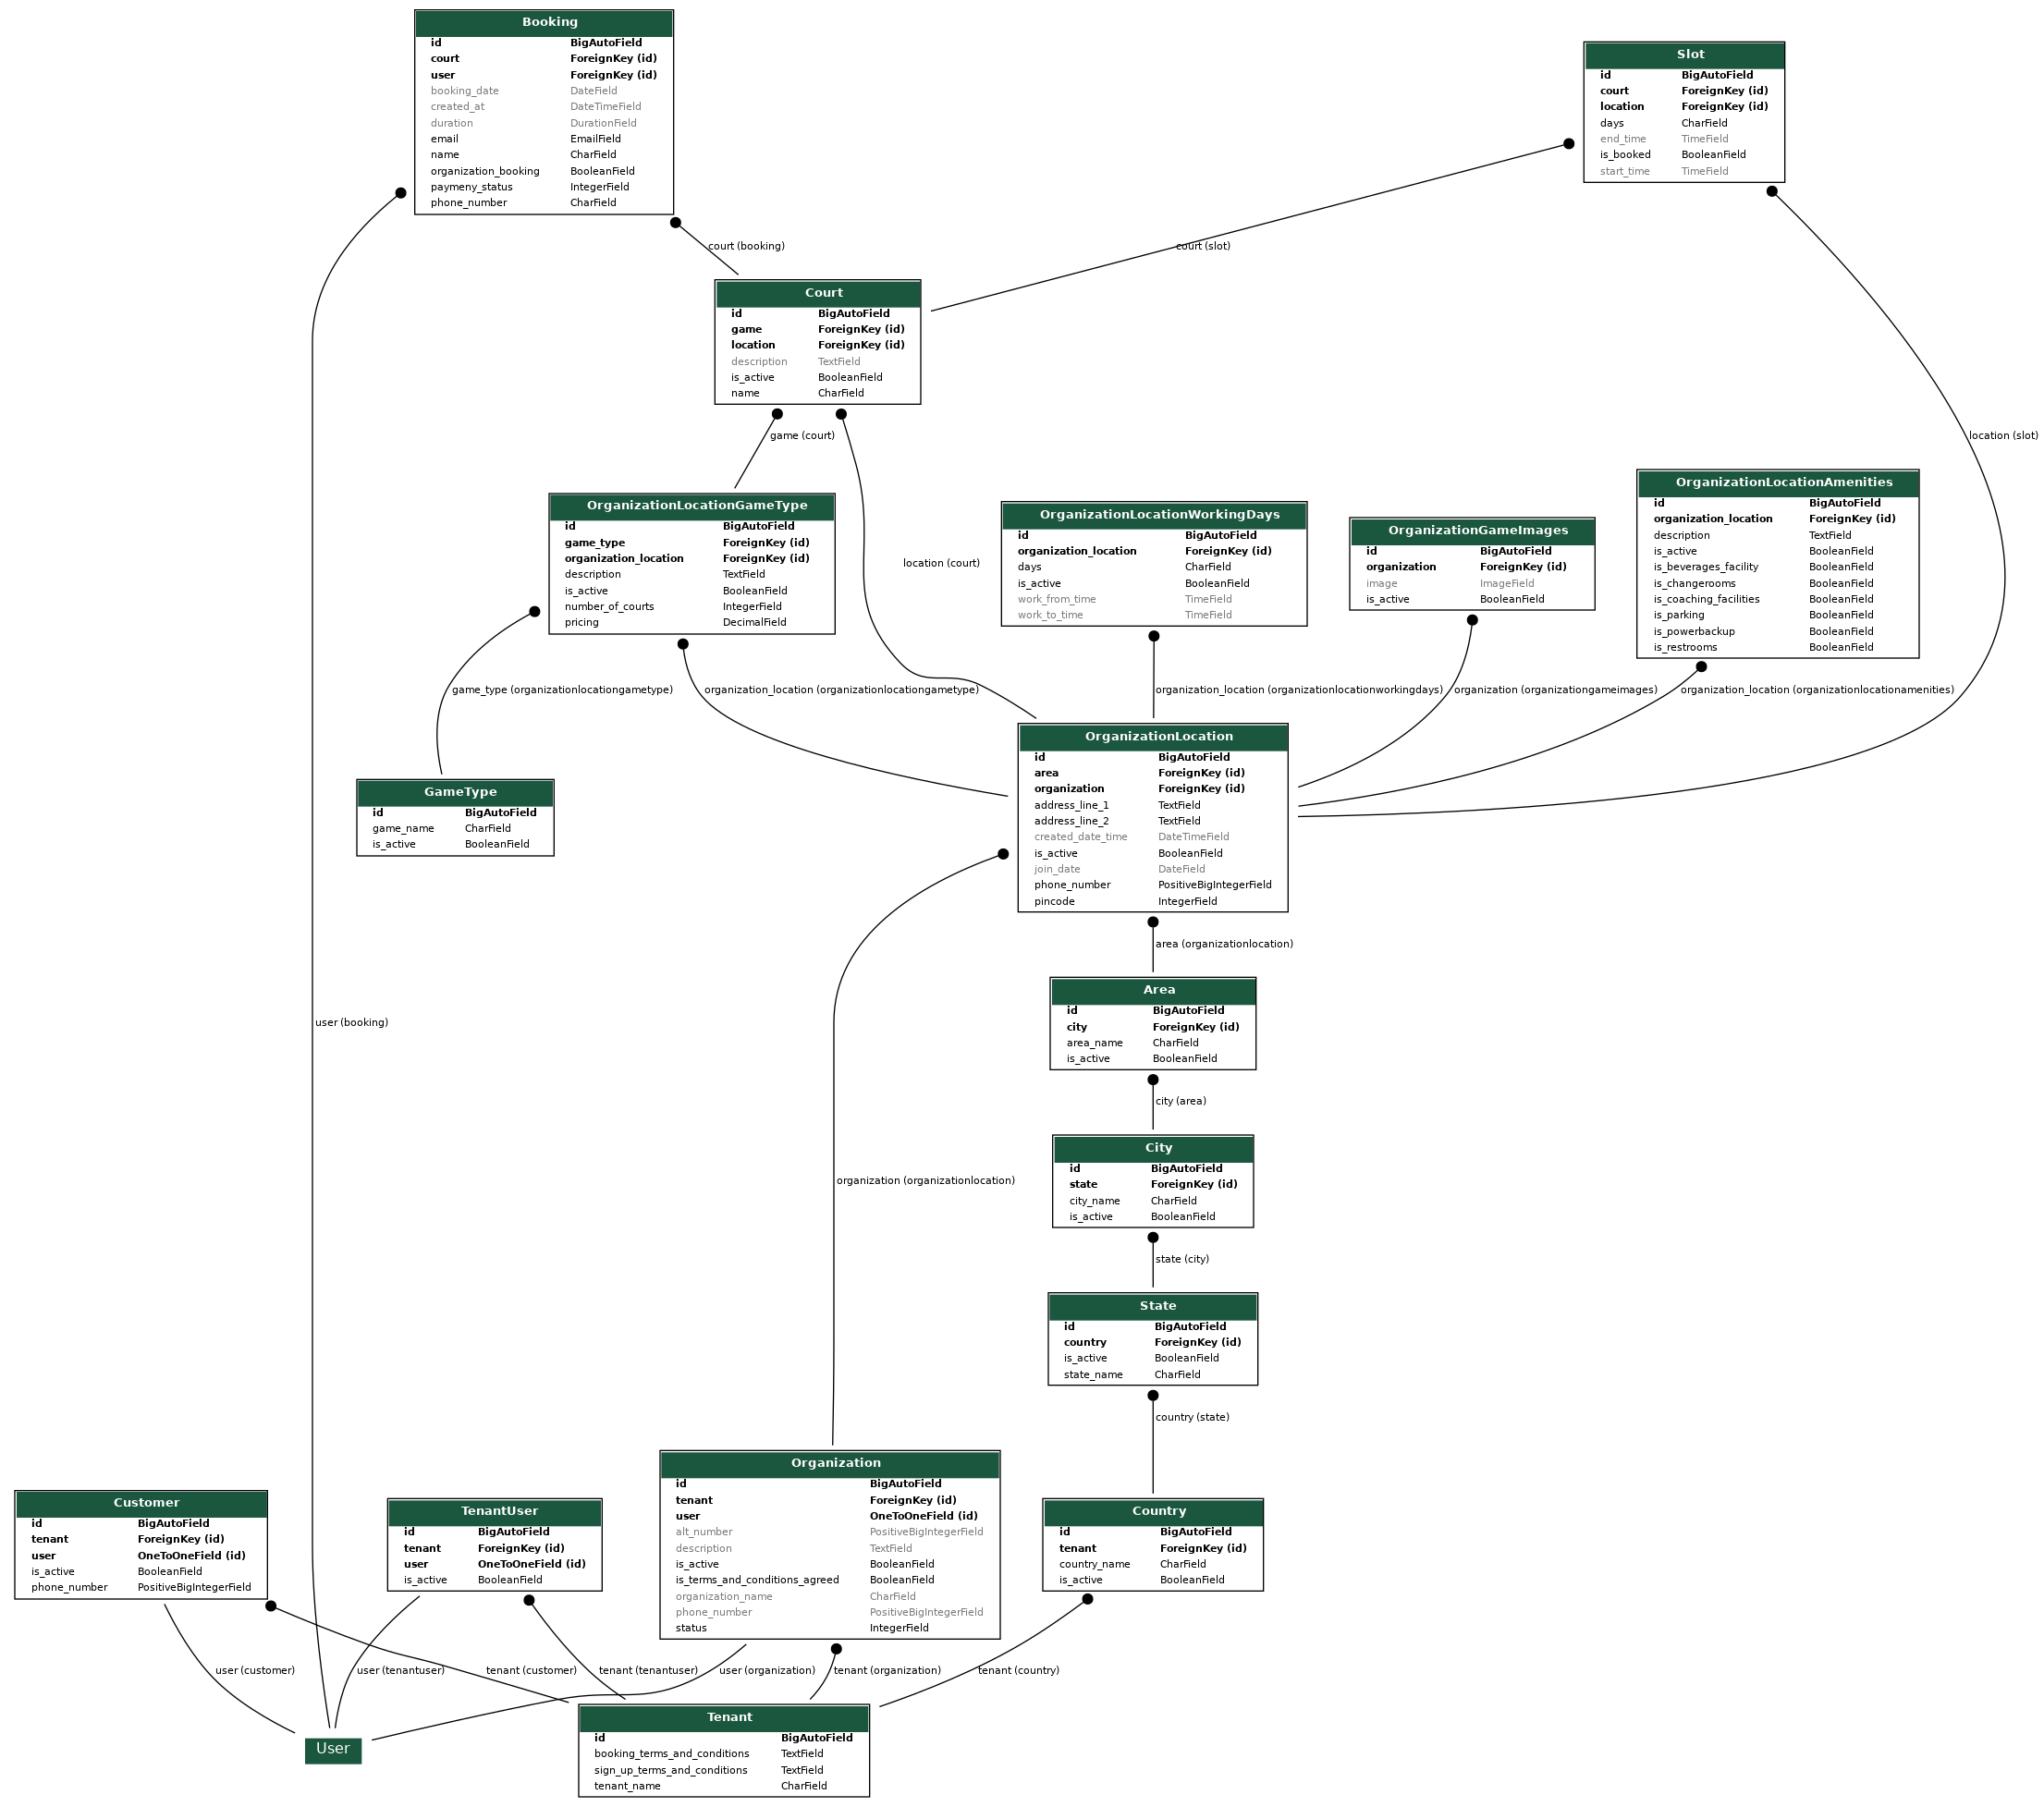 Booking
id BigAutoField
court ForeignKey (id)
user ForeignKey (id)
booking_date DateField
created_at DateTimeField
duration DurationField
email EmailField
name CharField
organization_booking BooleanField
paymeny_status IntegerField
phone_number CharField
Slot
id BigAutoField
court ForeignKey (id)
location ForeignKey (id)
days CharField
end_time TimeField
is_booked BooleanField
start_time TimeField
court (booking)
court (slot)
Court
id BigAutoField
game ForeignKey (id)
location ForeignKey (id)
description TextField
is_active BooleanField
name CharField
game (court)
location (slot)
OrganizationLocationGameType
id BigAutoField
game_type ForeignKey (id)
organization_location ForeignKey (id)
description TextField
is_active BooleanField
number_of_courts IntegerField
pricing DecimalField
location (court)
OrganizationLocationWorkingDays
id BigAutoField
organization_location ForeignKey (id)
days CharField
is_active BooleanField
work_from_time TimeField
work_to_time TimeField
OrganizationGameImages
id BigAutoField
organization ForeignKey (id)
image ImageField
is_active BooleanField
OrganizationLocationAmenities
id BigAutoField
organization_location ForeignKey (id)
description TextField
is_active BooleanField
is_beverages_facility BooleanField
is_changerooms BooleanField
is_coaching_facilities BooleanField
is_parking BooleanField
is_powerbackup BooleanField
is_restrooms BooleanField
game_type (organizationlocationgametype)
organization_location (organizationlocationgametype)
organization_location (organizationlocationworkingdays)
organization (organizationgameimages)
organization_location (organizationlocationamenities)
GameType
id BigAutoField
game_name CharField
is_active BooleanField
OrganizationLocation
id BigAutoField
area ForeignKey (id)
organization ForeignKey (id)
address_line_1 TextField
address_line_2 TextField
created_date_time DateTimeField
is_active BooleanField
join_date DateField
phone_number PositiveBigIntegerField
pincode IntegerField
area (organizationlocation)
Area
id BigAutoField
city ForeignKey (id)
area_name CharField
is_active BooleanField
user (booking)
city (area)
City
id BigAutoField
state ForeignKey (id)
city_name CharField
is_active BooleanField
organization (organizationlocation)
state (city)
State
id BigAutoField
country ForeignKey (id)
is_active BooleanField
state_name CharField
country (state)
Customer
id BigAutoField
tenant ForeignKey (id)
user OneToOneField (id)
is_active BooleanField
phone_number PositiveBigIntegerField
TenantUser
id BigAutoField
tenant ForeignKey (id)
user OneToOneField (id)
is_active BooleanField
Organization
id BigAutoField
tenant ForeignKey (id)
user OneToOneField (id)
alt_number PositiveBigIntegerField
description TextField
is_active BooleanField
is_terms_and_conditions_agreed BooleanField
organization_name CharField
phone_number PositiveBigIntegerField
status IntegerField
Country
id BigAutoField
tenant ForeignKey (id)
country_name CharField
is_active BooleanField
user (customer)
user (tenantuser)
tenant (customer)
tenant (tenantuser)
user (organization)
tenant (organization)
tenant (country)
User
Tenant
id BigAutoField
booking_terms_and_conditions TextField
sign_up_terms_and_conditions TextField
tenant_name CharField